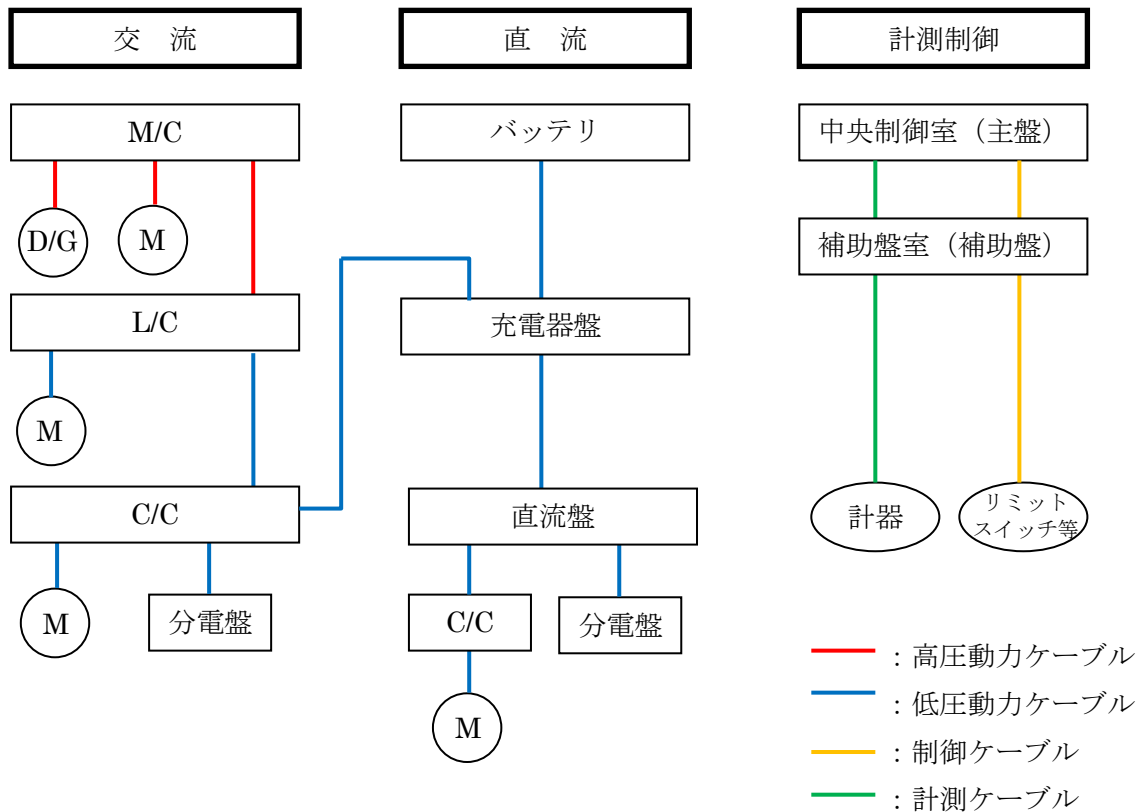 交　流
直　流
計測制御
M/C
バッテリ
中央制御室（主盤）
D/G
M
補助盤室（補助盤）
L/C
充電器盤
M
C/C
直流盤
計器
リミット
スイッチ等
M
分電盤
C/C
分電盤
M
：高圧動力ケーブル
：低圧動力ケーブル
：制御ケーブル
：計測ケーブル